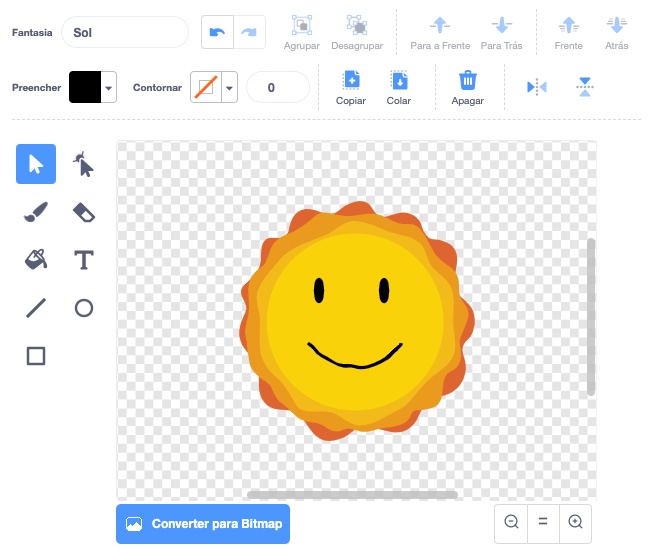 Fantasia
Sol
Agrupar
Desagrupar
Para a Frente
Para Trás
Frente
Atrás
Preencher
Contornar
0
Copiar
Colar
Apagar
T
Converter para Bitmap